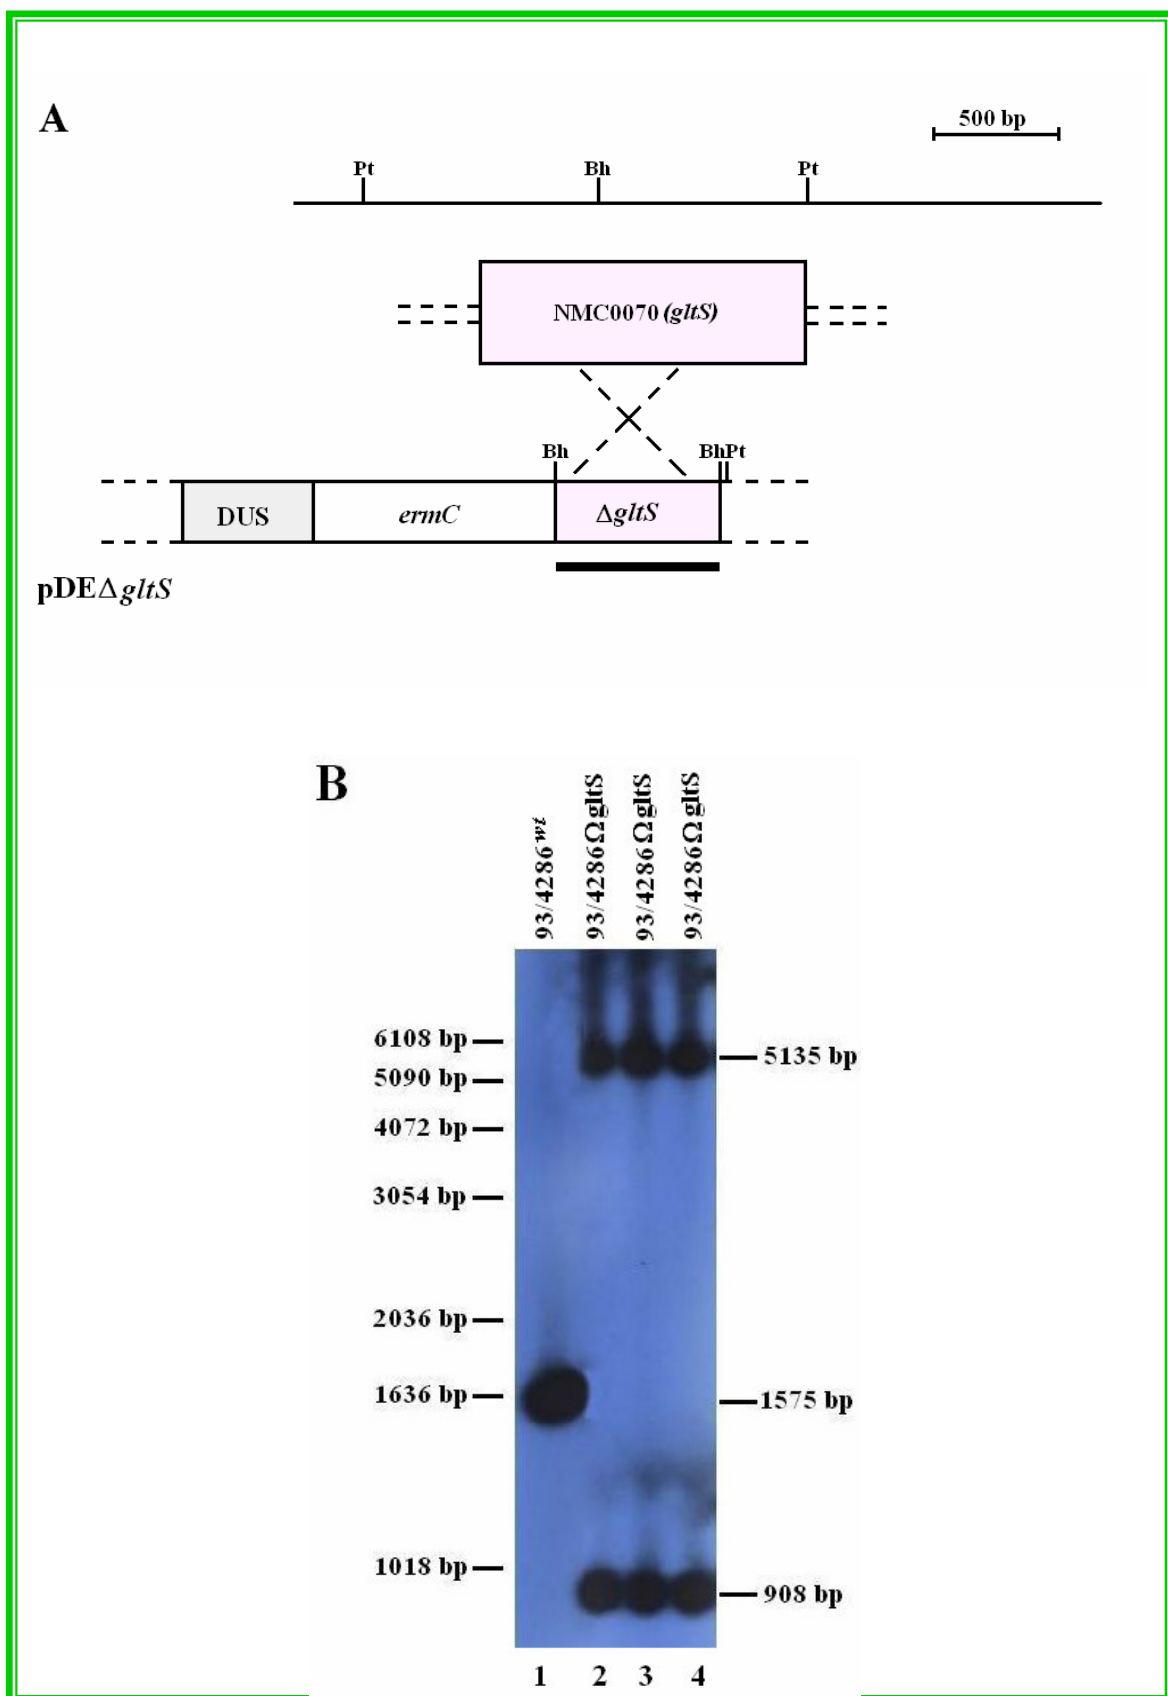 A
500 bp
Pt Bh Pt
NMC0070 (gltS)
Bh BhPt
DUS ermC ΔgltS
pDEΔgltS
B
93/4286wt
93/4286ΩgltS
93/4286ΩgltS
93/4286ΩgltS
6108 bp
5135 bp
5090 bp
4072 bp
3054 bp
2036 bp
1636 bp
1575 bp
1018 bp
908 bp
1 2 3 4